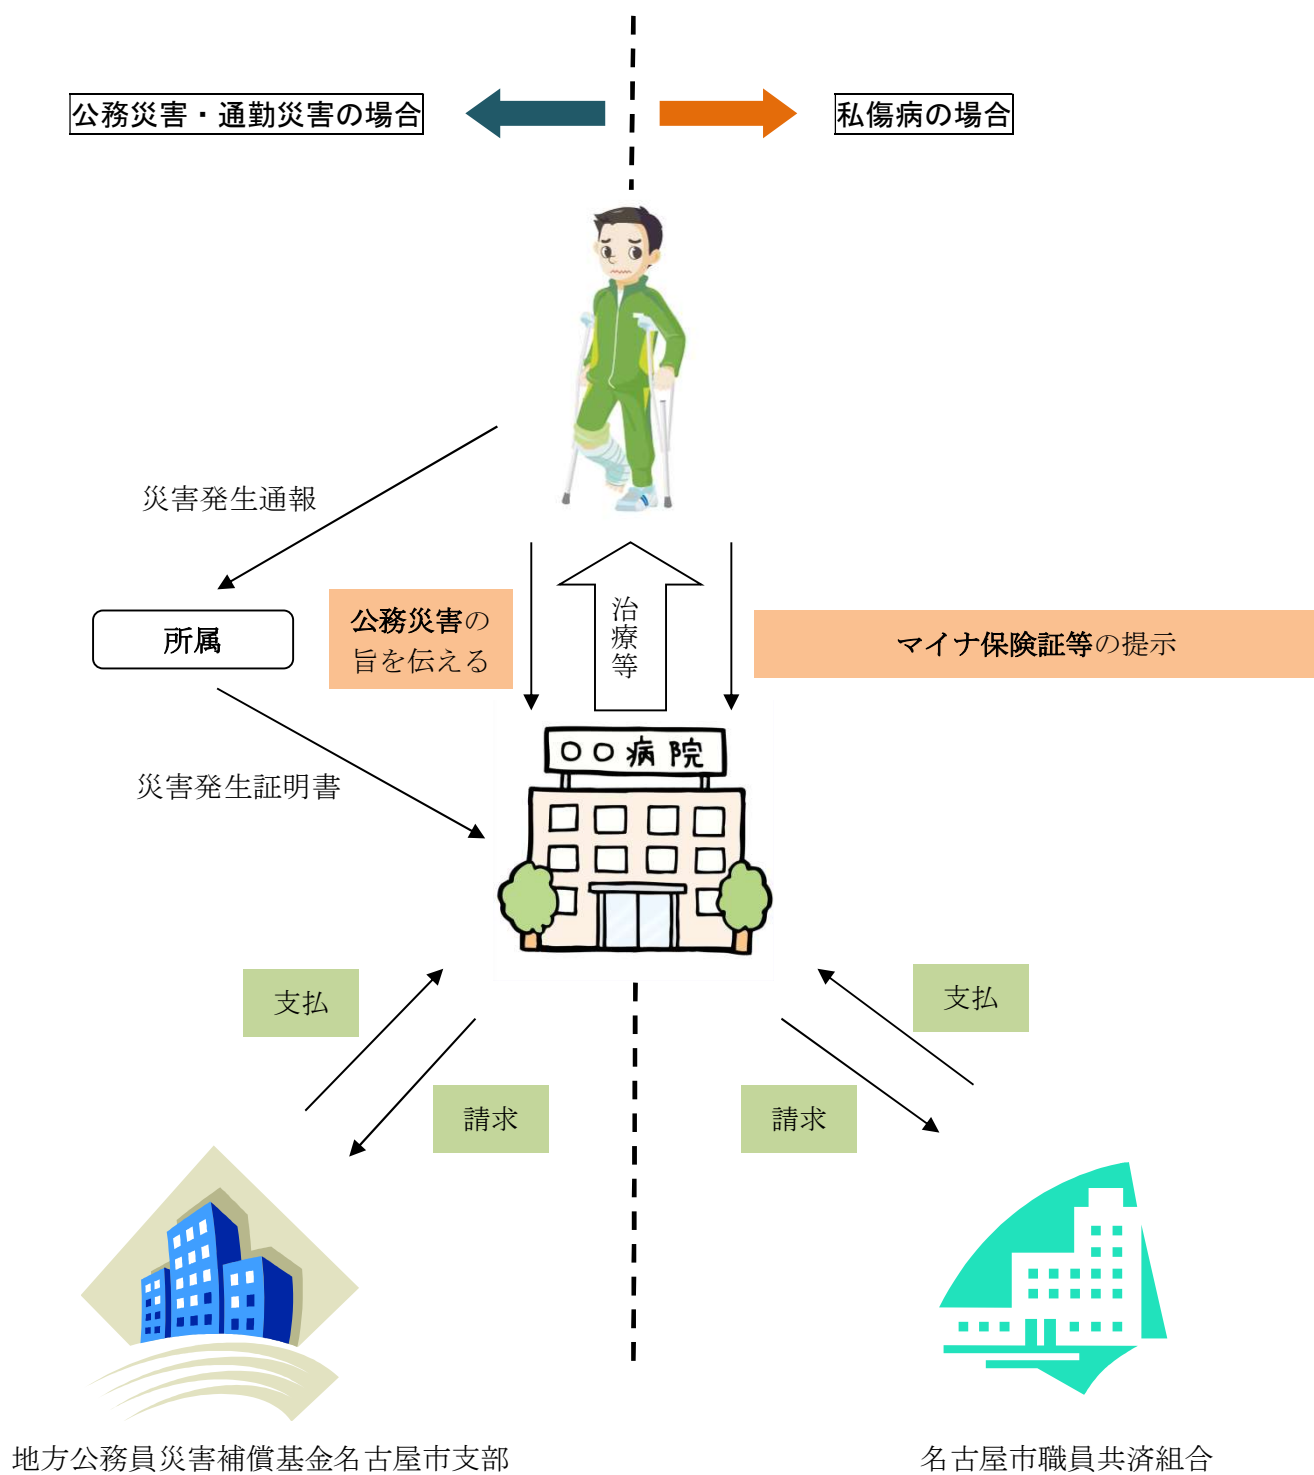 公務災害・通勤災害の場合
私傷病の場合
災害発生通報
所属
公務災害の
旨を伝える
治療等
マイナ保険証等の提示
〇〇病院
災害発生証明書
支払
支払
請求
請求
地方公務員災害補償基金名古屋市支部
名古屋市職員共済組合